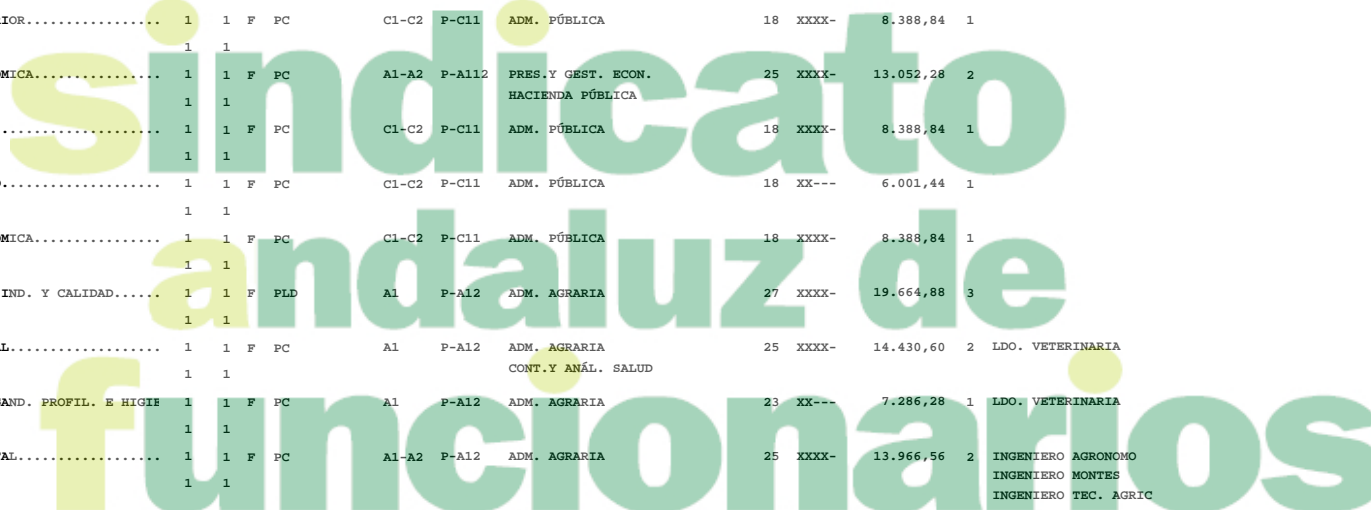 IOR................. 1 1 F PC C1-C2 P-C11 ADM. PÚBLICA 18 XXXX- 8.388,84 1
1 1
MICA................ 1 1 F PC A1-A2 P-A112 PRES.Y GEST. ECON. 25 XXXX- 13.052,28 2
1 1 HACIENDA PÚBLICA
.................... 1 1 F PC C1-C2 P-C11 ADM. PÚBLICA 18 XXXX- 8.388,84 1
1 1
.................... 1 1 F PC C1-C2 P-C11 ADM. PÚBLICA 18 XX--- 6.001,44 1
1 1
MICA................ 1 1 F PC C1-C2 P-C11 ADM. PÚBLICA 18 XXXX- 8.388,84 1
1 1
IND. Y CALIDAD...... 1 1 F PLD A1 P-A12 ADM. AGRARIA 27 XXXX- 19.664,88 3
1 1
L................... 1 1 F PC A1 P-A12 ADM. AGRARIA 25 XXXX- 14.430,60 2 LDO. VETERINARIA
1 1 CONT.Y ANÁL. SALUD
AND. PROFIL. E HIGIE 1 1 F PC A1 P-A12 ADM. AGRARIA 23 XX--- 7.286,28 1 LDO. VETERINARIA
1 1
AL.................. 1 1 F PC A1-A2 P-A12 ADM. AGRARIA 25 XXXX- 13.966,56 2 INGENIERO AGRONOMO
1 1 INGENIERO MONTES
INGENIERO TEC. AGRIC
sindicato
andaluz de
funcionarios